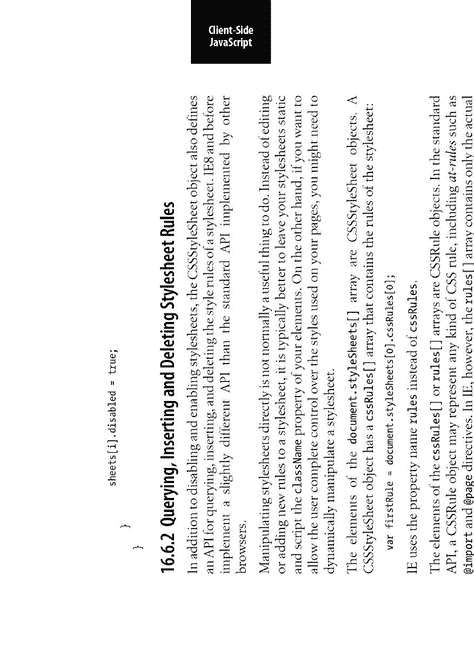 Client-Side
JavaScript
sheets[i].disabled = true;
}
}
16.6.2 Querying, Inserting and Deleting Stylesheet Rules
In addition to disabling and enabling stylesheets, the CSSStyleSheet object also defines
an API for querying, inserting, and deleting the style rules of a stylesheet. IE8 and before
implement a slightly different API than the standard API implemented by other
browsers.
Manipulating stylesheets directly is not normally a useful thing to do. Instead of editing
or adding new rules to a stylesheet, it is typically better to leave your stylesheets static
and script the className property of your elements. On the other hand, if you want to
allow the user complete control over the styles used on your pages, you might need to
dynamically manipulate a stylesheet.
The elements of the document.styleSheets[] array are CSSStyleSheet objects. A
CSSStyleSheet object has a cssRules[] array that contains the rules of the stylesheet:
var firstRule = document.styleSheets[0].cssRules[0];
IE uses the property name rules instead of cssRules.
The elements of the cssRules[] or rules[] arrays are CSSRule objects. In the standard
API, a CSSRule object may represent any kind of CSS rule, including at-rules such as
@import and @page directives. In IE, however, the rules[] array contains only the actual